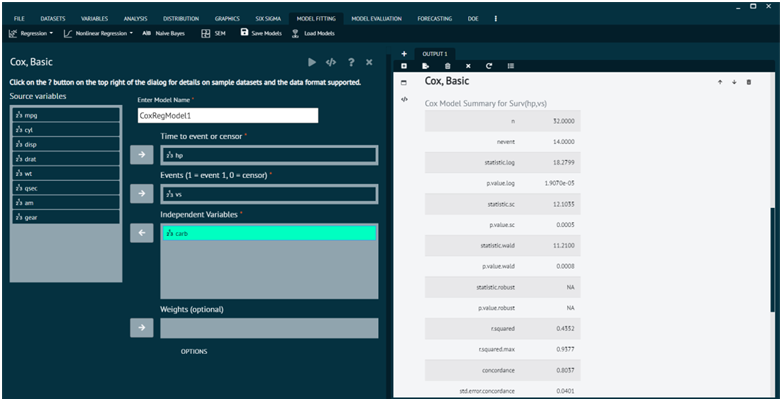 FILE DATASETS VARIABLES ANALYSIS DISTRIBUTION GRAPHICS SIX SIGMA MODEL FITTING MODEL EVALUATION FORECASTING DOE
Regression Nonlinear Regression Naive Bayes SEM Save Models Load Models
Cox, Basic
Click on the ? button on the top right of the dialog for details on sample datasets and the data format supported.
Source variables
mpg
cyl
disp
drat
wt
qsec
am
gear
Enter Model Name *
CoxRegModel1
Time to event or censor *
hp
Events (1 = event 1, 0 = censor) *
vs
Independent Variables *
carb
Weights (optional)
OPTIONS
OUTPUT 1
Cox, Basic
Cox Model Summary for Surv(hp,vs)
n 32.0000
nevent 14.0000
statistic.log 18.2799
p.value.log 1.9070e-05
statistic.sc 12.1035
p.value.sc 0.0005
statistic.wald 11.2100
p.value.wald 0.0008
statistic.robust NA
p.value.robust NA
r.squared 0.4352
r.squared.max 0.9377
concordance 0.8037
std.error.concordance 0.0401